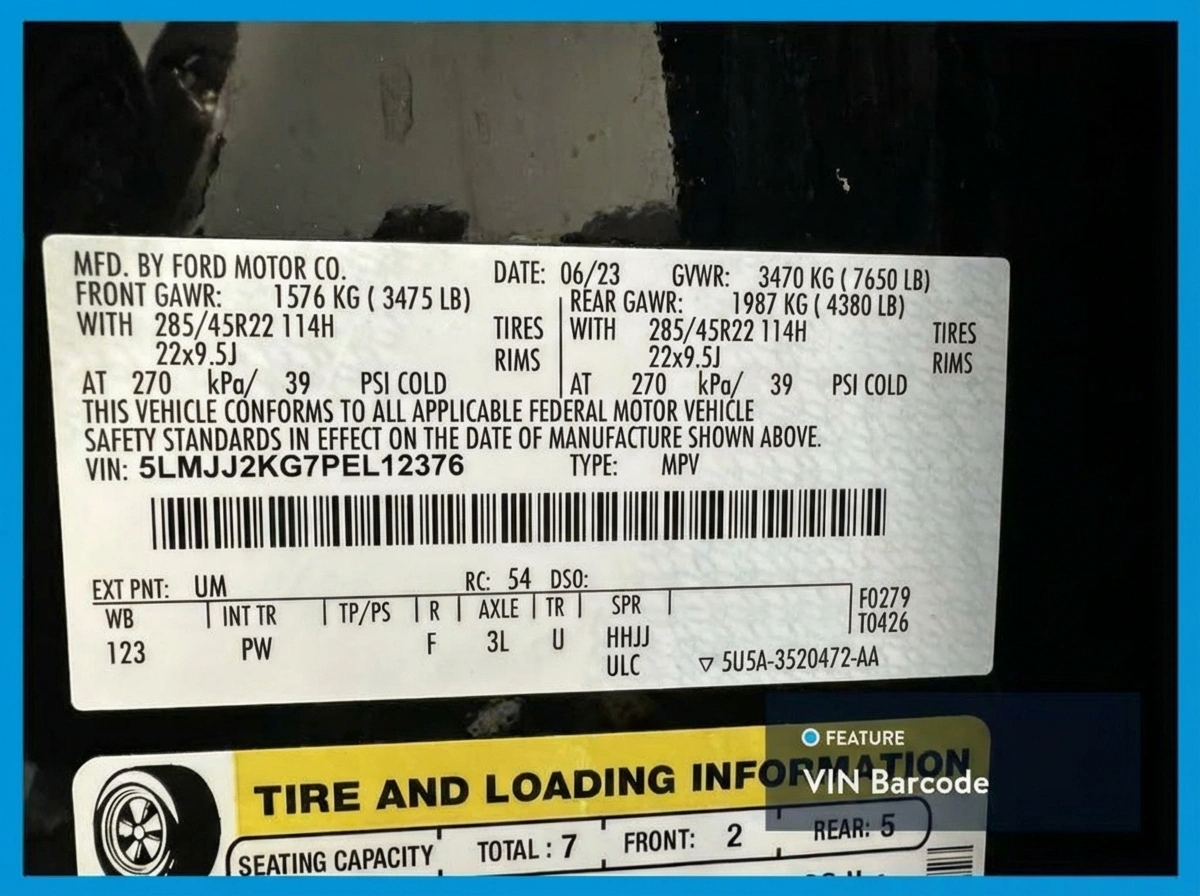 MFD. BY FORD MOTOR CO. DATE: 06/23 GVWR: 3470 KG ( 7650 LB)
FRONT GAWR: 1576 KG ( 3475 LB) REAR GAWR: 1987 KG ( 4380 LB)
WITH 285/45R22 114H TIRES WITH 285/45R22 114H TIRES
22x9.5J RIMS 22x9.5J RIMS
AT 270 kPa/ 39 PSI COLD AT 270 kPa/ 39 PSI COLD
THIS VEHICLE CONFORMS TO ALL APPLICABLE FEDERAL MOTOR VEHICLE
SAFETY STANDARDS IN EFFECT ON THE DATE OF MANUFACTURE SHOWN ABOVE.
VIN: 5LMJJ2KG7PEL12376 TYPE: MPV
EXT PNT: UM RC: 54 DSO:
WB INT TR TP/PS R AXLE TR SPR F0279
T0426
123 PW F 3L U HHJJ
ULC ▽ 5U5A-3520472-AA
FEATURE
VIN Barcode
TIRE AND LOADING INFORMATION
SEATING CAPACITY TOTAL : 7 FRONT: 2 REAR: 5